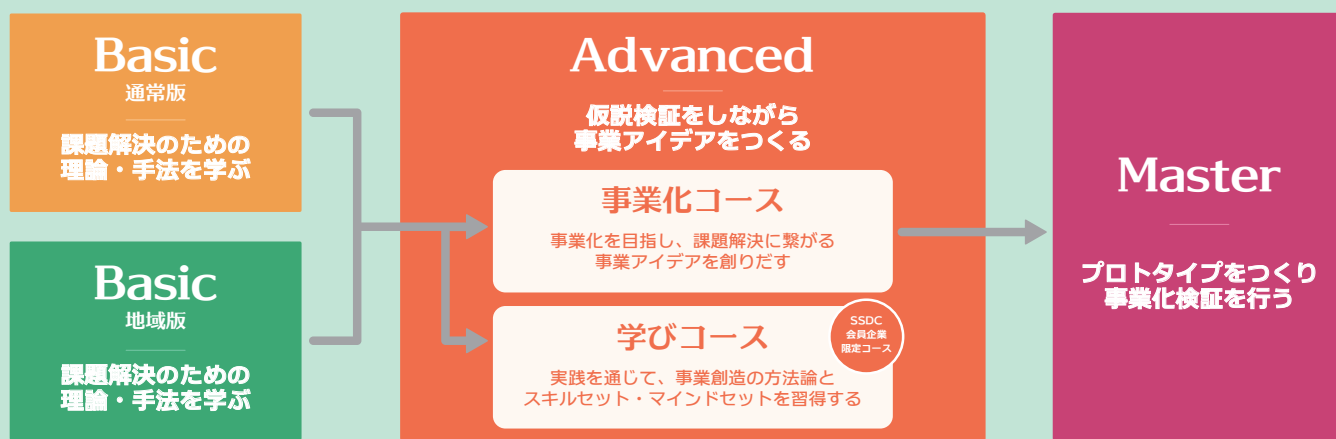 Basic
通常版
課題解決のための
理論・手法を学ぶ
Basic
地域版
課題解決のための
理論・手法を学ぶ
Advanced
仮説検証をしながら
事業アイデアをつくる
事業化コース
事業化を目指し、課題解決に繋がる
事業アイデアを創りだす
学びコース
SSDC
会員企業
限定コース
実践を通じて、事業創造の方法論と
スキルセット・マインドセットを習得する
Master
プロトタイプをつくり
事業化検証を行う